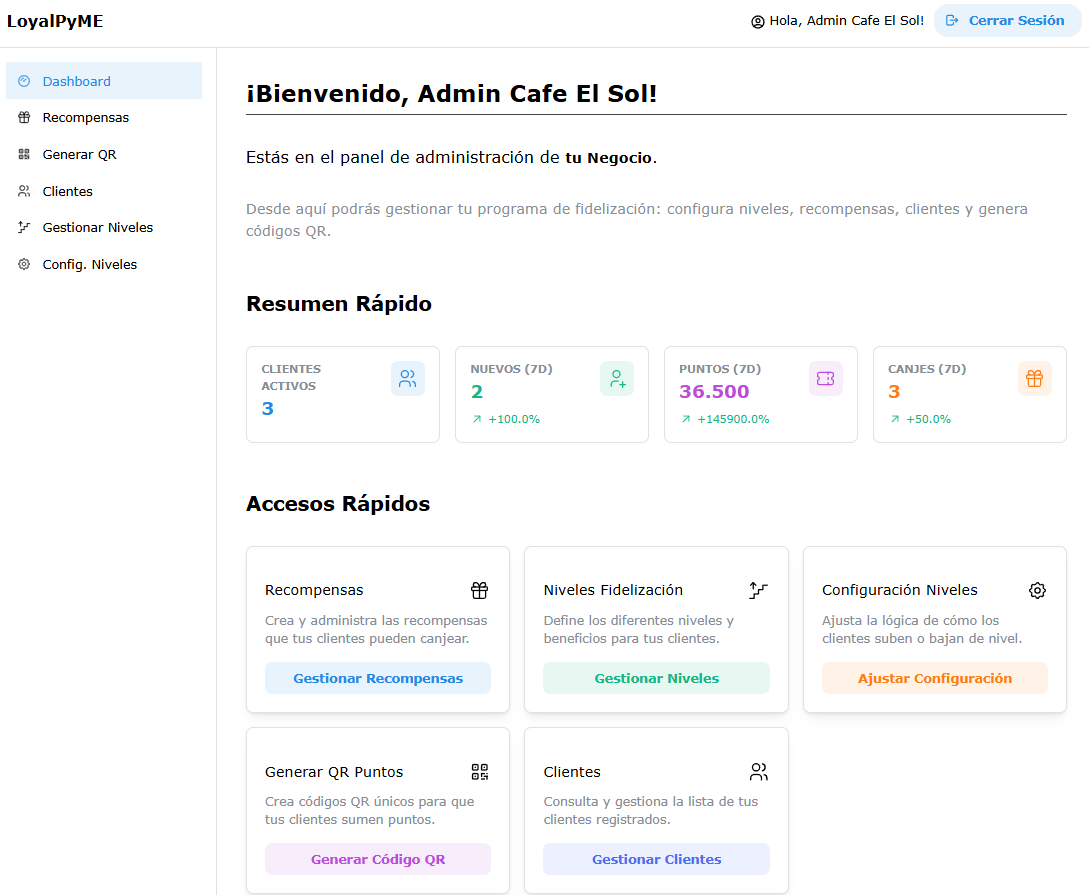 LoyalPyME
Hola, Admin Cafe El Sol!
Cerrar Sesión
Dashboard
Recompensas
Generar QR
Clientes
Gestionar Niveles
Config. Niveles
¡Bienvenido, Admin Cafe El Sol!
Estás en el panel de administración de tu Negocio.
Desde aquí podrás gestionar tu programa de fidelización: configura niveles, recompensas, clientes y genera
códigos QR.
Resumen Rápido
CLIENTES
ACTIVOS
3
NUEVOS (7D)
2
+100.0%
PUNTOS (7D)
36.500
+145900.0%
CANJES (7D)
3
+50.0%
Accesos Rápidos
Recompensas
Crea y administra las recompensas
que tus clientes pueden canjear.
Gestionar Recompensas
Niveles Fidelización
Define los diferentes niveles y
beneficios para tus clientes.
Gestionar Niveles
Configuración Niveles
Ajusta la lógica de cómo los
clientes suben o bajan de nivel.
Ajustar Configuración
Generar QR Puntos
Crea códigos QR únicos para que
tus clientes sumen puntos.
Generar Código QR
Clientes
Consulta y gestiona la lista de tus
clientes registrados.
Gestionar Clientes